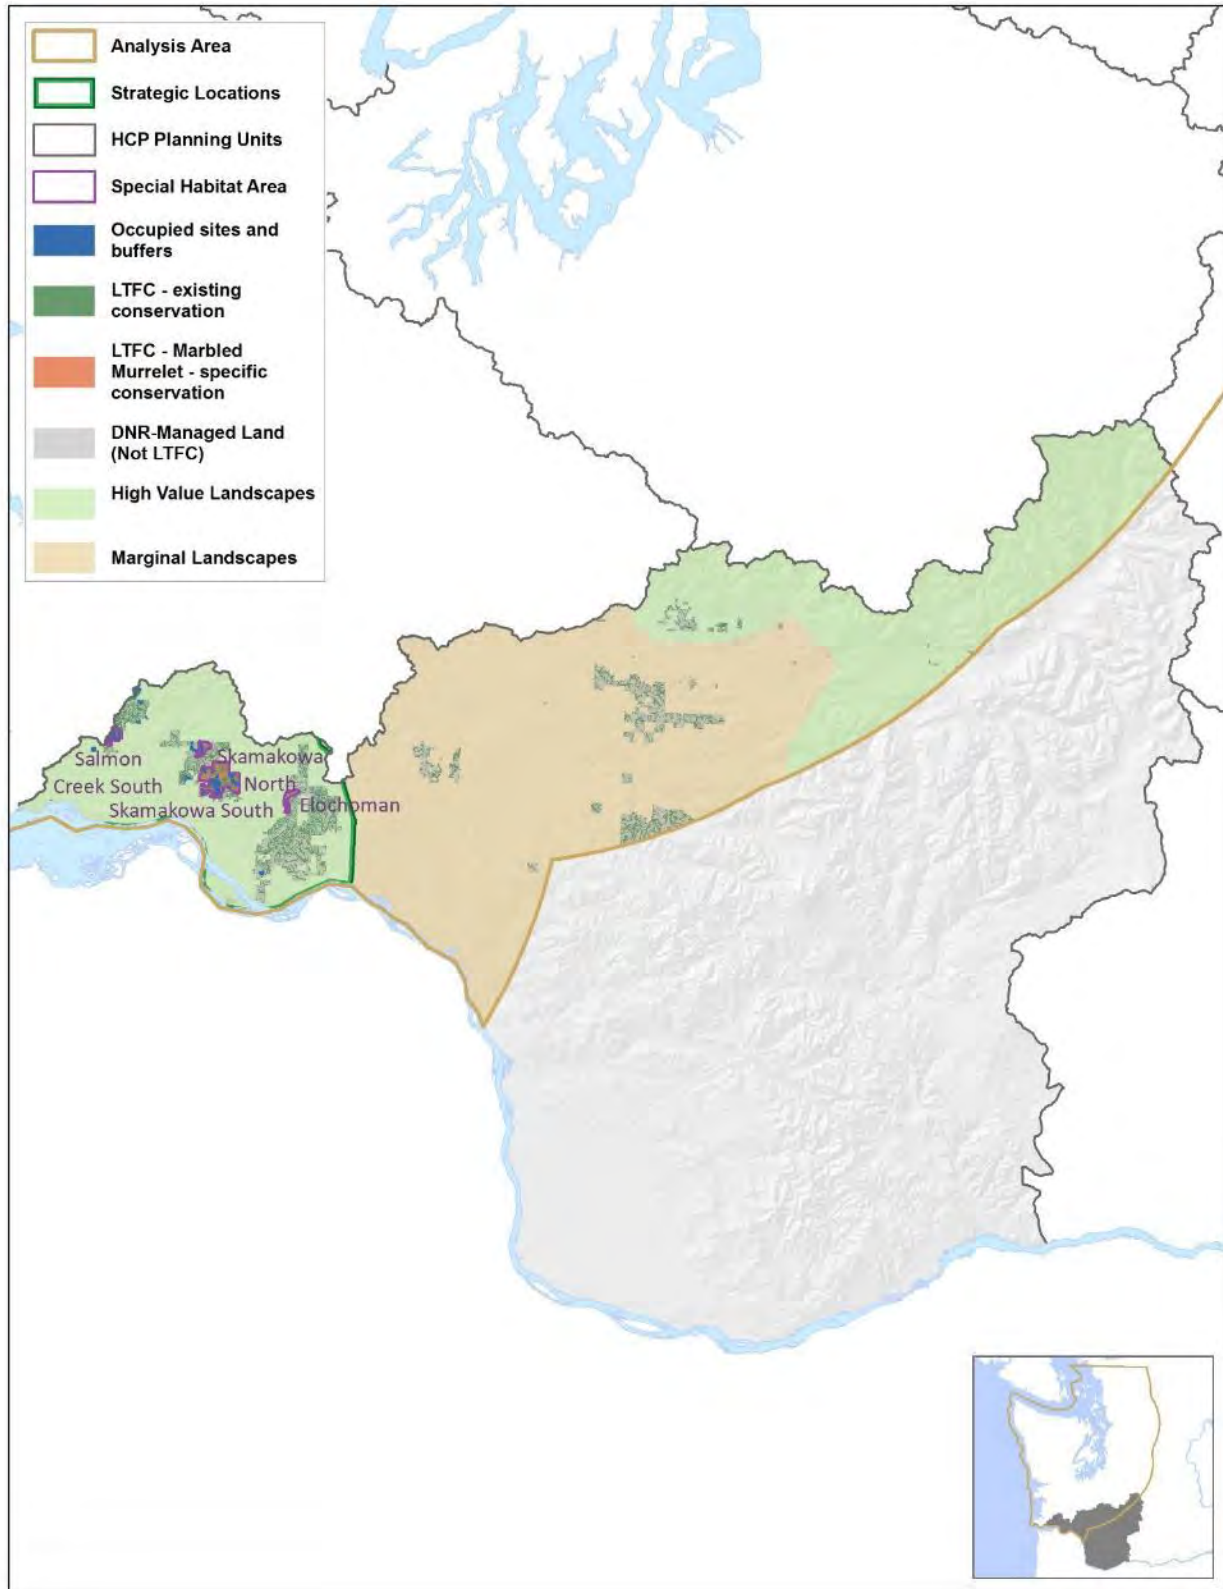 Analysis Area
Strategic Locations
HCP Planning Units
Special Habitat Area
Occupied sites and
buffers
LTFC - existing
conservation
LTFC - Marbled
Murrelet - specific
conservation
DNR-Managed Land
(Not LTFC)
High Value Landscapes
Marginal Landscapes
Salmon
Creek South
Skamakowa
North
Skamakowa South
Elochoman